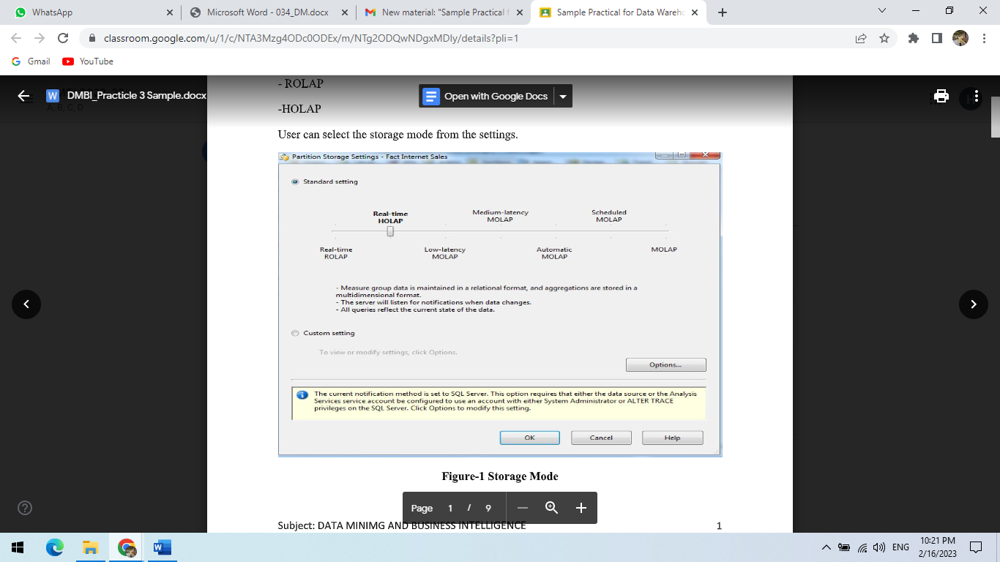 WhatsApp
Microsoft Word - 034_DM.docx
New material: "Sample Practical f
Sample Practical for Data Wareho
classroom.google.com/u/1/c/NTA3Mzg4ODc0ODEx/m/NTg2ODQwNDgxMDIy/details?pli=1
Gmail
YouTube
- ROLAP
W DMBI_Practicle 3 Sample.docx
A, B, C, D
Open with Google Docs
-HOLAP
User can select the storage mode from the settings.
Partition Storage Settings - Fact Internet Sales
Standard setting
Real-time
HOLAP
Medium-latency
MOLAP
Scheduled
MOLAP
Real-time
ROLAP
Low-latency
MOLAP
Automatic
MOLAP
MOLAP
- Measure group data is maintained in a relational format, and aggregations are stored in a
multidimensional format.
- The server will listen for notifications when data changes.
- All queries reflect the current state of the data.
Custom setting
To view or modify settings, click Options.
Options...
The current notification method is set to SQL Server. This option requires that either the data source or the Analysis
Services service account be configured to use an account with either System Administrator or ALTER TRACE
privileges on the SQL Server. Click Options to modify this setting.
OK
Cancel
Help
Figure-1 Storage Mode
Page 1 / 9
Subject: DATA MINIMG AND BUSINESS INTELLIGENCE
1
ENG
10:21 PM
2/16/2023